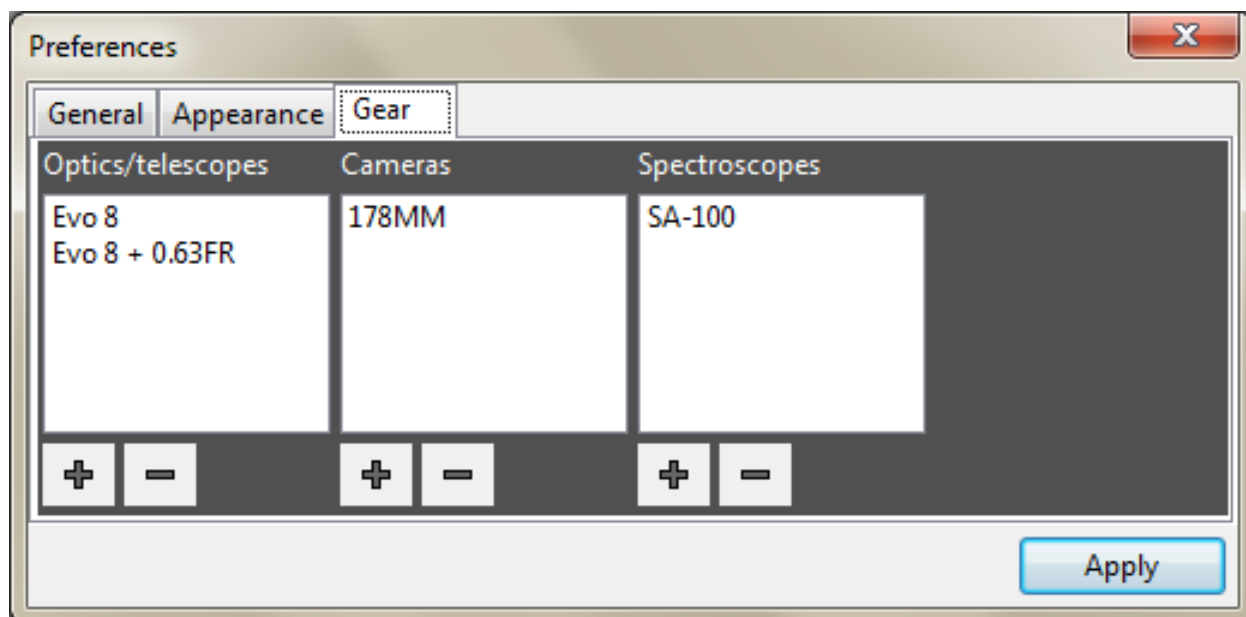 Preferences
General Appearance Gear
Optics/telescopes Cameras Spectroscopes
Evo 8 178MM SA-100
Evo 8 + 0.63FR
Apply